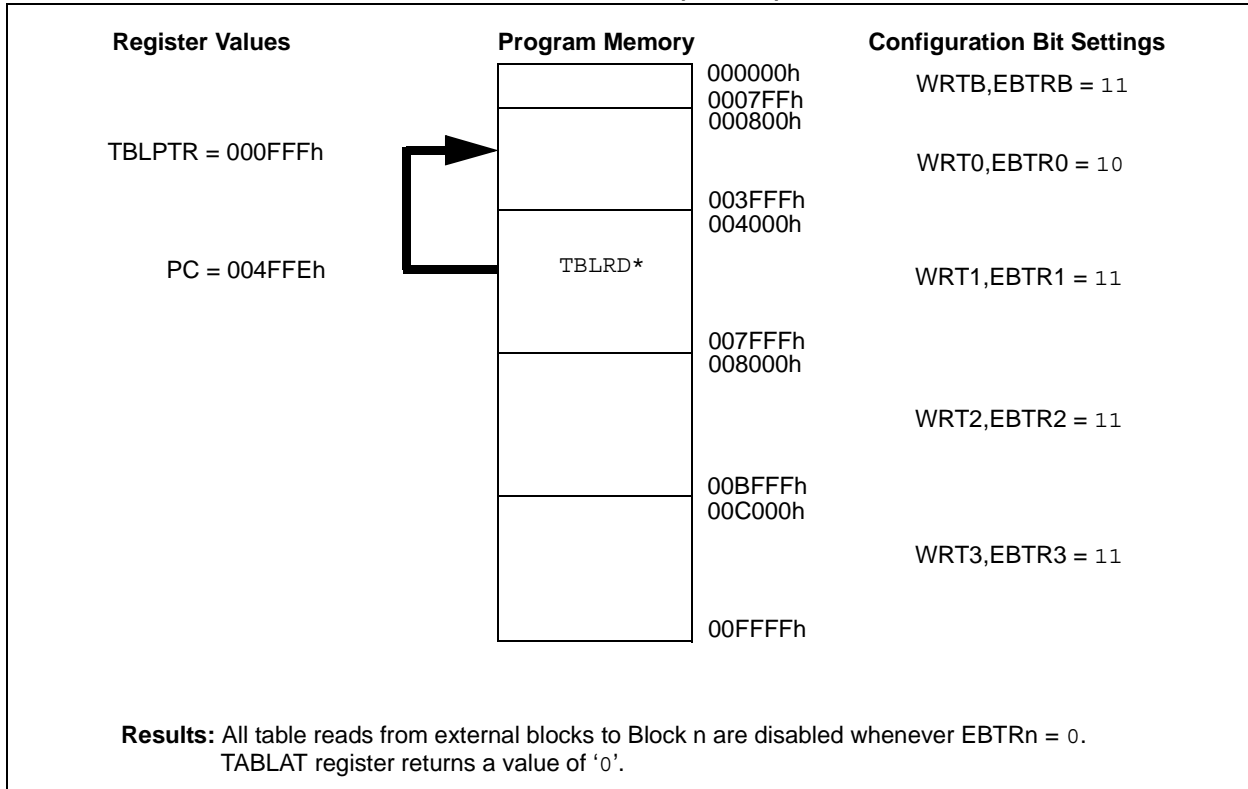 Register Values Program Memory Configuration Bit Settings
000000h
WRTB,EBTRB = 11
0007FFh
000800h
TBLPTR = 000FFFh
WRT0,EBTR0 = 10
003FFFh
004000h
PC = 004FFEh
TBLRD*
WRT1,EBTR1 = 11
007FFFh
008000h
WRT2,EBTR2 = 11
00BFFFh
00C000h
WRT3,EBTR3 = 11
00FFFFh
Results: All table reads from external blocks to Block n are disabled whenever EBTRn = 0.
TABLAT register returns a value of ‘0’.